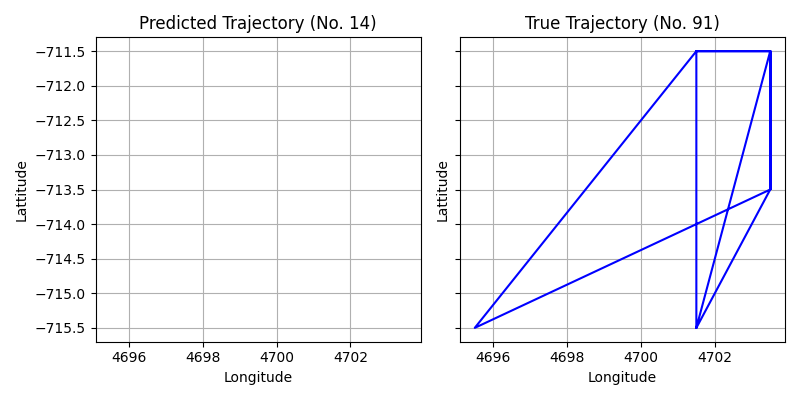 Predicted Trajectory (No. 14)
True Trajectory (No. 91)
Lattitude
−711.5
−712.0
−712.5
−713.0
−713.5
−714.0
−714.5
−715.0
−715.5
4696 4698 4700 4702
Longitude
Lattitude
4696 4698 4700 4702
Longitude